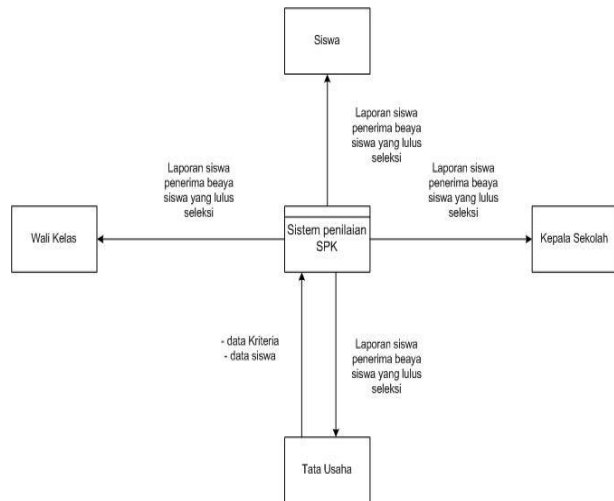 Siswa
Laporan siswa
penerima beaya
siswa yang lulus
seleksi
Laporan siswa
penerima beaya
siswa yang lulus
seleksi
Laporan siswa
penerima beaya
siswa yang lulus
seleksi
Wali Kelas
Sistem penilaian
SPK
Kepala Sekolah
- data Kriteria
- data siswa
Laporan siswa
penerima beaya
siswa yang lulus
seleksi
Tata Usaha